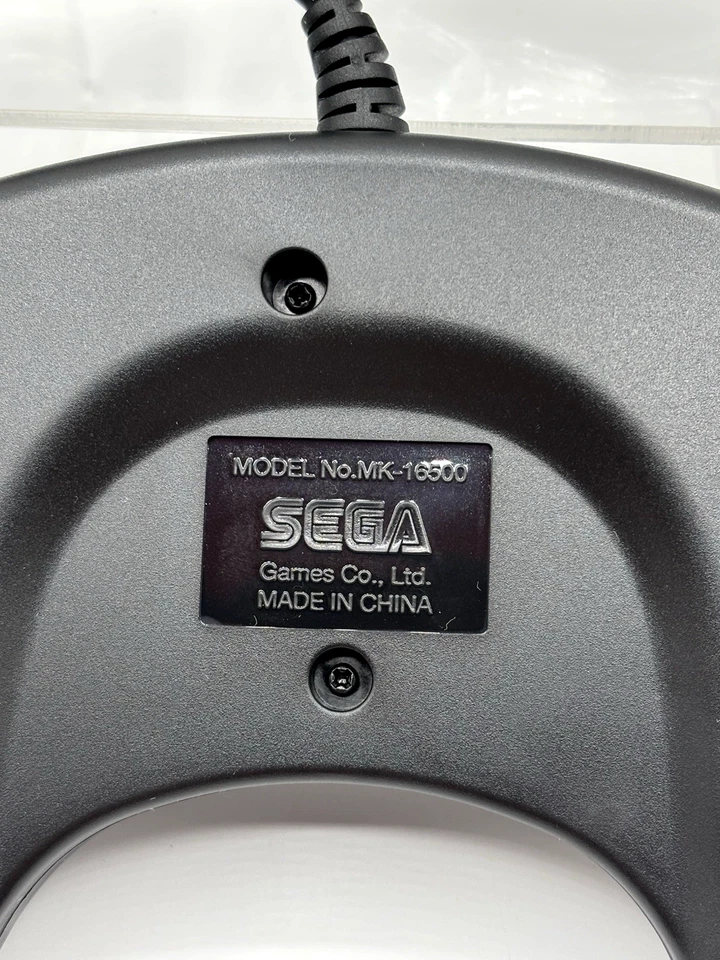 MODEL No.MK-16500
SEGA
Games Co., Ltd.
MADE IN CHINA